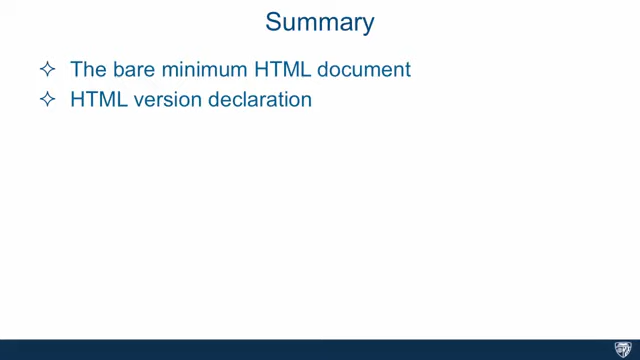 Summary
The bare minimum HTML document
HTML version declaration